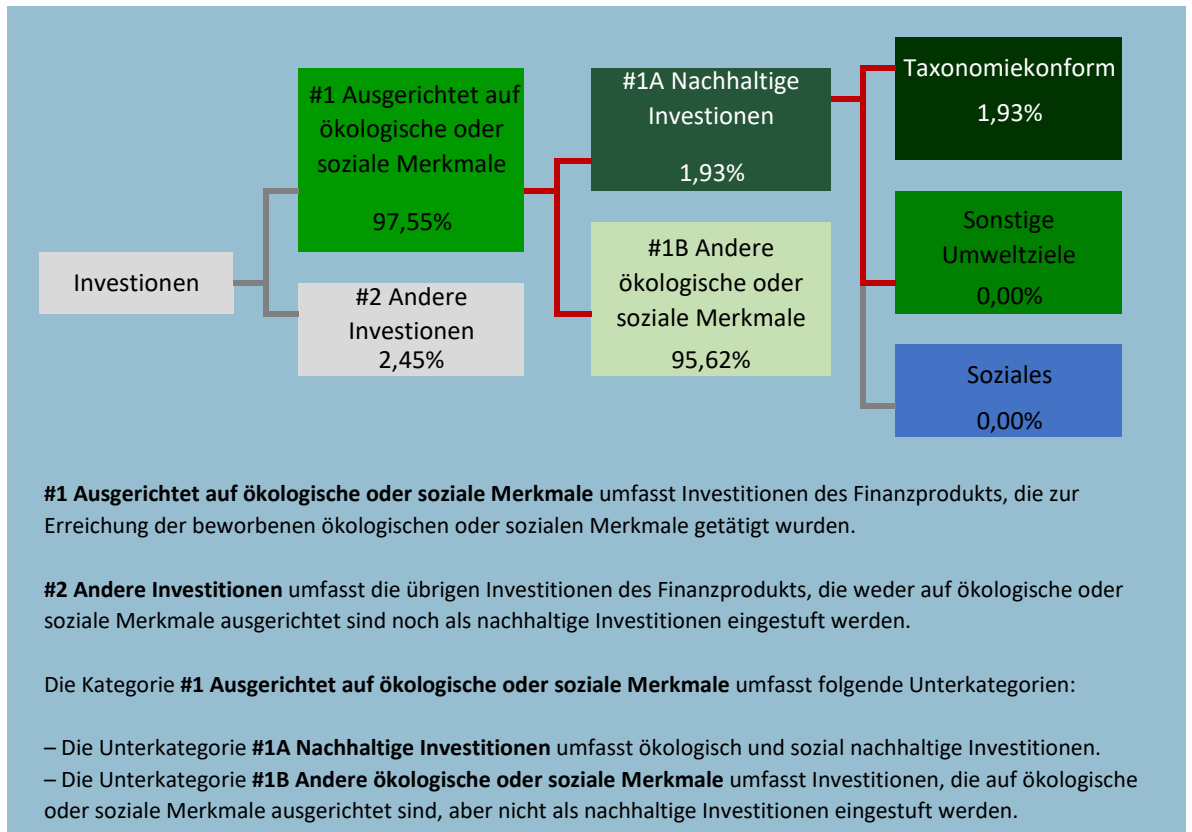 #1 Ausgerichtet auf
ökologische oder
soziale Merkmale
97,55%
#1A Nachhaltige
Investionen
1,93%
Taxonomiekonform
1,93%
Investionen
#2 Andere
Investionen
2,45%
#1B Andere
ökologische oder
soziale Merkmale
95,62%
Sonstige
Umweltziele
0,00%
Soziales
0,00%
#1 Ausgerichtet auf ökologische oder soziale Merkmale umfasst Investitionen des Finanzprodukts, die zur
Erreichung der beworbenen ökologischen oder sozialen Merkmale getätigt wurden.
#2 Andere Investitionen umfasst die übrigen Investitionen des Finanzprodukts, die weder auf ökologische oder
soziale Merkmale ausgerichtet sind noch als nachhaltige Investitionen eingestuft werden.
Die Kategorie #1 Ausgerichtet auf ökologische oder soziale Merkmale umfasst folgende Unterkategorien:
– Die Unterkategorie #1A Nachhaltige Investitionen umfasst ökologisch und sozial nachhaltige Investitionen.
– Die Unterkategorie #1B Andere ökologische oder soziale Merkmale umfasst Investitionen, die auf ökologische
oder soziale Merkmale ausgerichtet sind, aber nicht als nachhaltige Investitionen eingestuft werden.